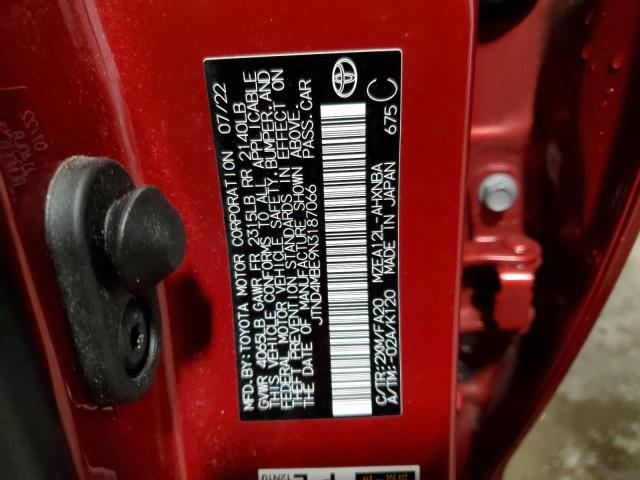 MFD. BY: TOYOTA MOTOR CORPORATION 07/22
GVWR 4065LB GAWR FR 2315LB RR 2140LB
THIS VEHICLE CONFORMS TO ALL APPLICABLE
FEDERAL MOTOR VEHICLE SAFETY, BUMPER, AND
THEFT PREVENTION STANDARDS IN EFFECT ON
THE DATE OF MANUFACTURE SHOWN ABOVE.
JTND4MBE9N3187066 PASS. CAR
C/TR: 2XM/FA20 MZEA12L-AHXNBA
A/TM: -02A/K120 MADE IN JAPAN 675 C
12N10